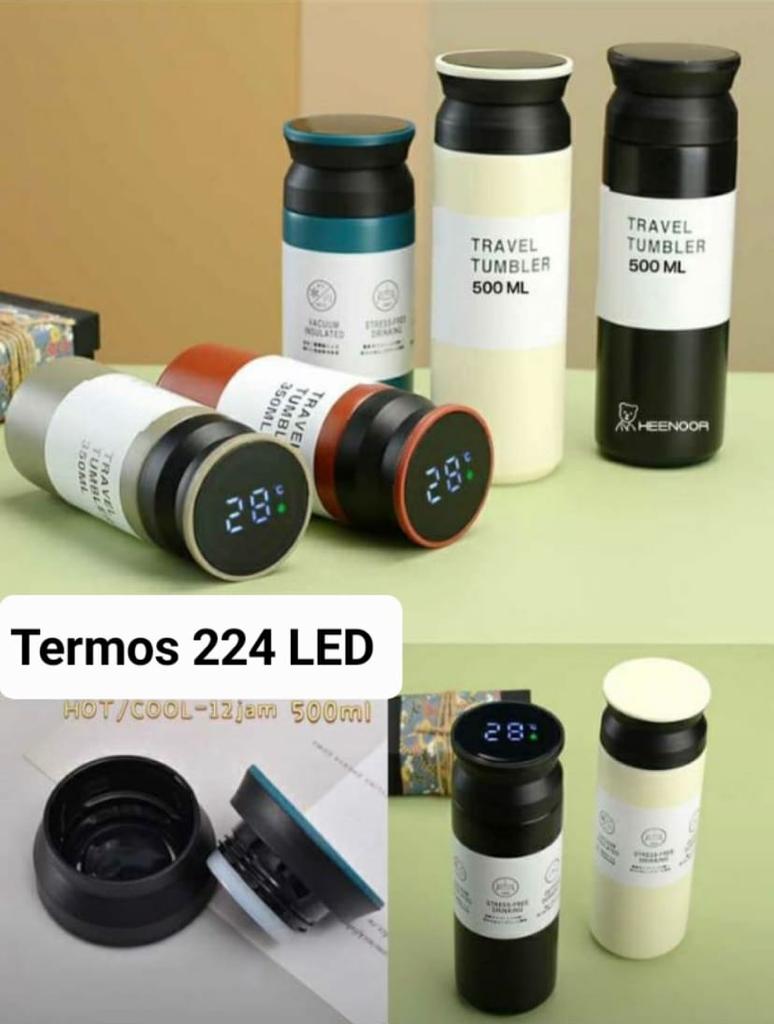 TRAVEL
TUMBLER
500 ML
TRAVEL
TUMBLER
500 ML
VACUUM
INSULATED
STRESS-FREE
DRINKING
HEENOOR
TRAVEL
TUMBLER
350ML
TRAVEL
TUMBL
350ML
28°C
28°C
Termos 224 LED
HOT/COOL-12jam 500ml
28°
STRESS-FREE
DRINKING
STRESS-FREE
DRINKING